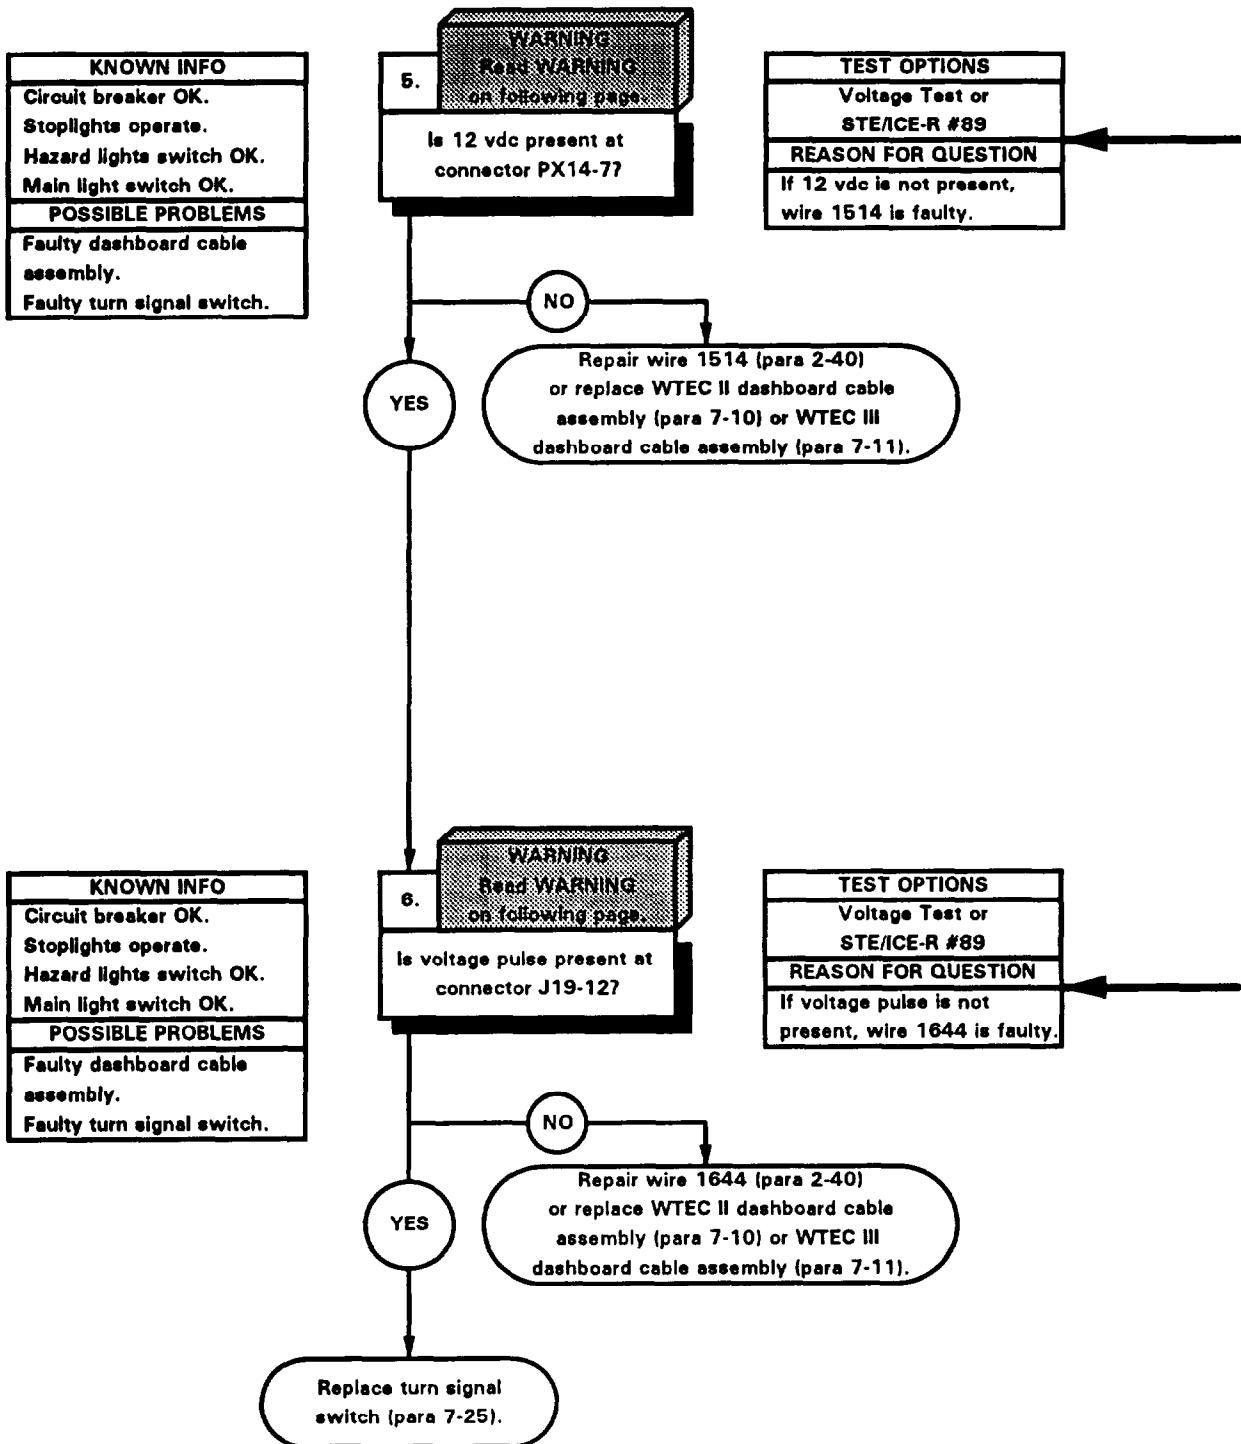 KNOWN INFO
Circuit breaker OK.
Stoplights operate.
Hazard lights switch OK.
Main light switch OK.
POSSIBLE PROBLEMS
Faulty dashboard cable
assembly.
Faulty turn signal switch.
5.
WARNING
Read WARNING
on following page.
Is 12 vdc present at
connector PX14-7?
TEST OPTIONS
Voltage Test or
STE/ICE-R #89
REASON FOR QUESTION
If 12 vdc is not present,
wire 1514 is faulty.
NO
YES
Repair wire 1514 (para 2-40)
or replace WTEC II dashboard cable
assembly (para 7-10) or WTEC III
dashboard cable assembly (para 7-11).
KNOWN INFO
Circuit breaker OK.
Stoplights operate.
Hazard lights switch OK.
Main light switch OK.
POSSIBLE PROBLEMS
Faulty dashboard cable
assembly.
Faulty turn signal switch.
6.
WARNING
Read WARNING
on following page.
Is voltage pulse present at
connector J19-12?
TEST OPTIONS
Voltage Test or
STE/ICE-R #89
REASON FOR QUESTION
If voltage pulse is not
present, wire 1644 is faulty.
NO
YES
Repair wire 1644 (para 2-40)
or replace WTEC II dashboard cable
assembly (para 7-10) or WTEC III
dashboard cable assembly (para 7-11).
Replace turn signal
switch (para 7-25).